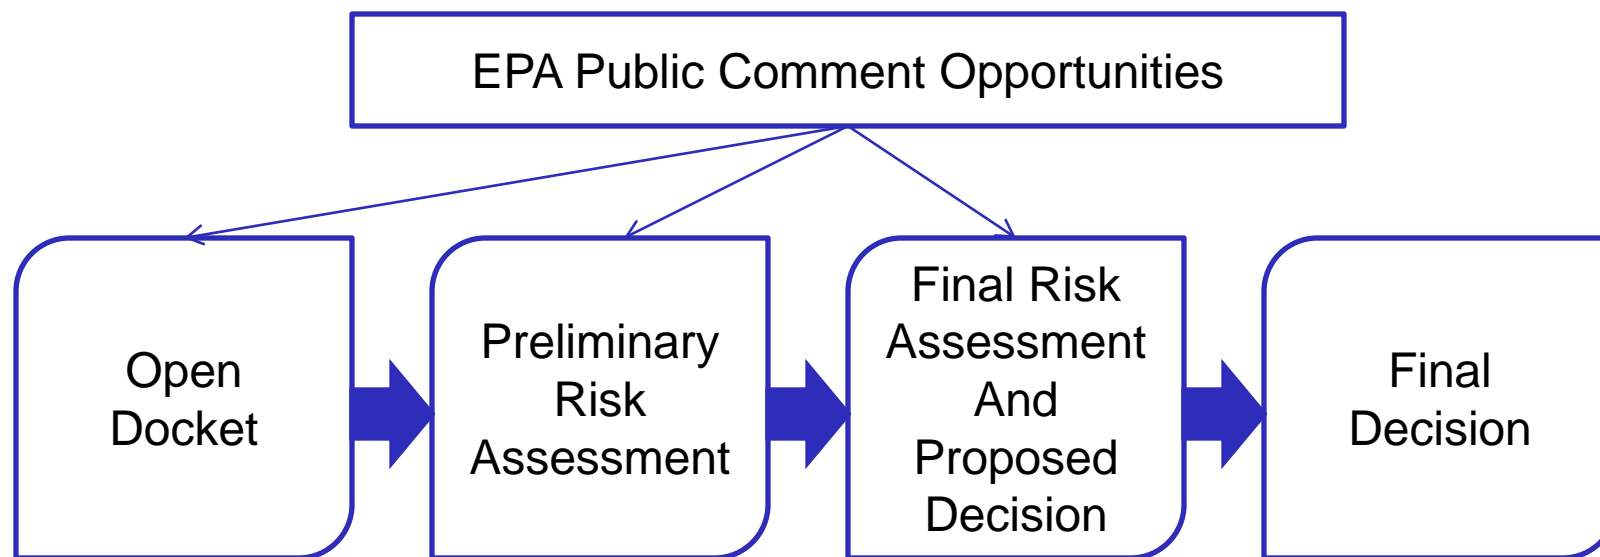 EPA Public Comment Opportunities
Open
Docket
Preliminary
Risk
Assessment
Final Risk
Assessment
And
Proposed
Decision
Final
Decision